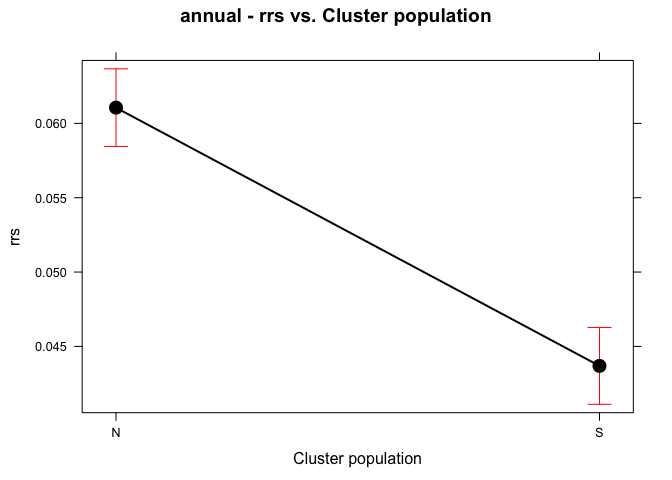 annual - rrs vs. Cluster population
0.060
0.055
0.050
0.045
rrs
N S
Cluster population